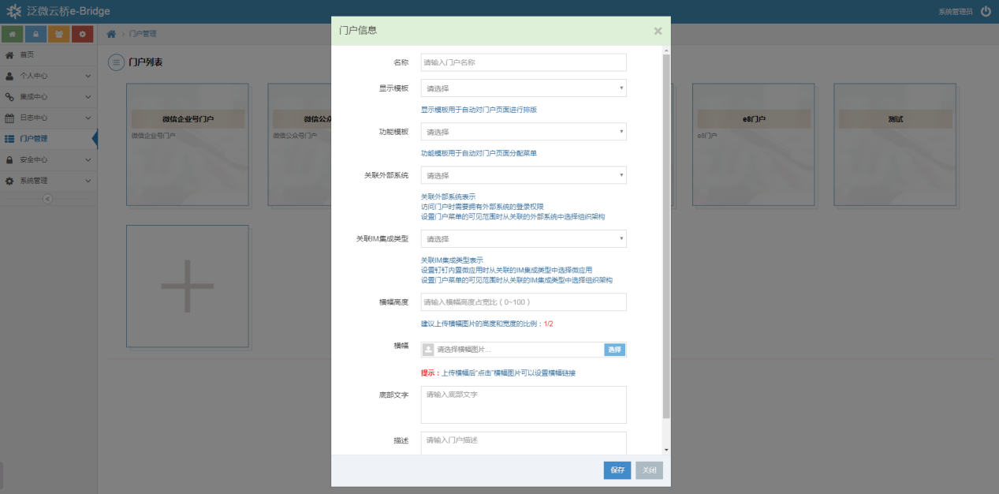 泛微云桥e-Bridge
系统管理员
首页
个人中心
集成中心
日志中心
门户管理
安全中心
系统管理
门户管理
门户列表
微信企业号门户
微信企业号门户
微信公众
微信公众号门户
e8门户
e8门户
测试
门户信息
名称
请输入门户名称
显示模板
请选择
显示模板用于自动对门户页面进行排版
功能模板
请选择
功能模板用于自动对门户页面分配菜单
关联外部系统
请选择
关联外部系统表示
访问门户时需要拥有外部系统的登录权限
设置门户菜单的可见范围时从关联的外部系统中选择组织架构
关联IM集成类型
请选择
关联IM集成类型表示
设置钉钉内置微应用时从关联的IM集成类型中选择微应用
设置门户菜单的可见范围时从关联的IM集成类型中选择组织架构
横幅高度
请输入横幅高度占宽比（0~100）
建议上传横幅图片的高度和宽度的比例：1/2
横幅
请选择横幅图片...
选择
提示：上传横幅后"点击"横幅图片可以设置横幅链接
底部文字
请输入底部文字
描述
请输入门户描述
保存
关闭